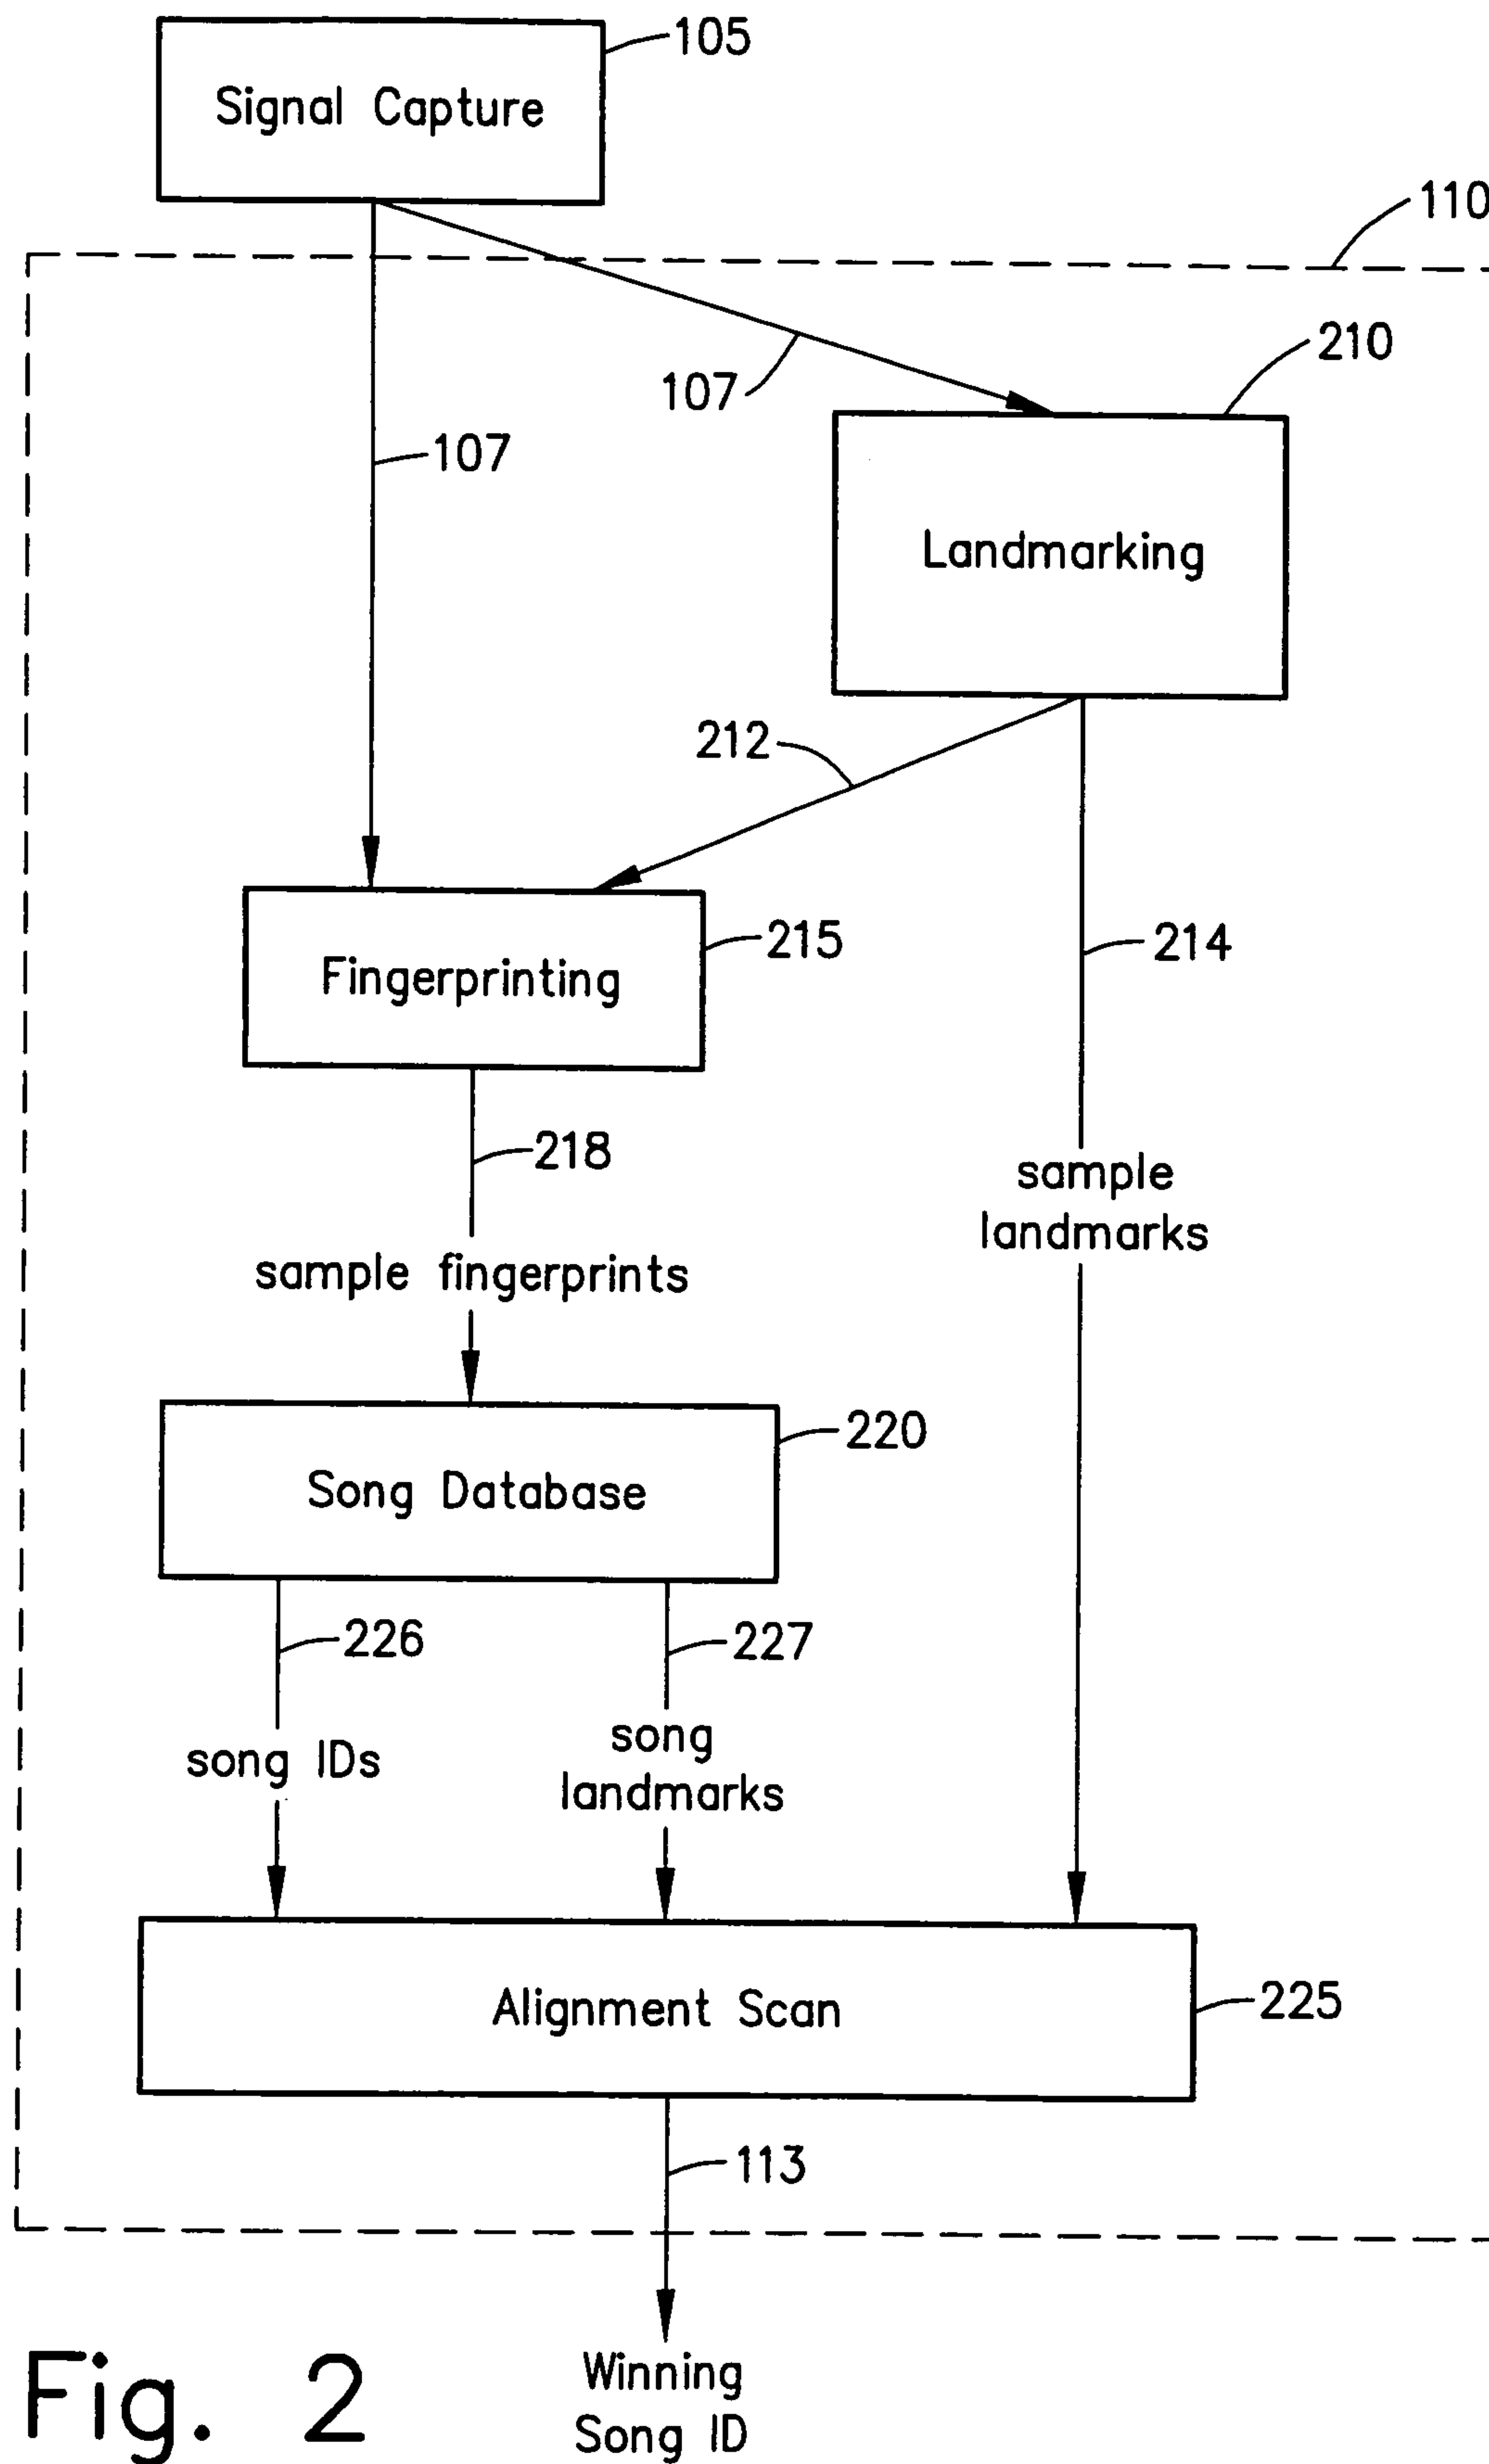 105
Signal Capture
110
210
107
107
Landmarking
212
215
214
Fingerprinting
218
sample
landmarks
sample fingerprints
220
Song Database
226
227
song IDs
song
landmarks
Alignment Scan
225
113
Fig. 2
Winning
Song ID